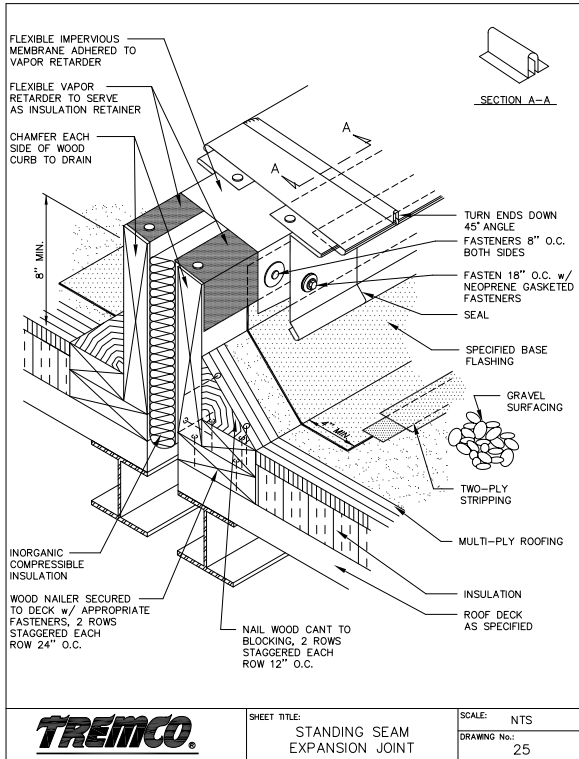 FLEXIBLE IMPERVIOUS
MEMBRANE ADHERED TO
VAPOR RETARDER
FLEXIBLE VAPOR
RETARDER TO SERVE
AS INSULATION RETAINER
CHAMFER EACH
SIDE OF WOOD
CURB TO DRAIN
8" MIN.
INORGANIC
COMPRESSIBLE
INSULATION
WOOD NAILER SECURED
TO DECK w/ APPROPRIATE
FASTENERS, 2 ROWS
STAGGERED EACH
ROW 24" O.C.
NAIL WOOD CANT TO
BLOCKING, 2 ROWS
STAGGERED EACH
ROW 12" O.C.
SECTION A-A
A
A
TURN ENDS DOWN
45° ANGLE
FASTENERS 8" O.C.
BOTH SIDES
FASTEN 18" O.C. w/
NEOPRENE GASKETED
FASTENERS
SEAL
SPECIFIED BASE
FLASHING
GRAVEL
SURFACING
4" MIN.
TWO-PLY
STRIPPING
MULTI-PLY ROOFING
INSULATION
ROOF DECK
AS SPECIFIED
TREMCO®
SHEET TITLE:
STANDING SEAM
EXPANSION JOINT
SCALE: NTS
DRAWING No.:
25